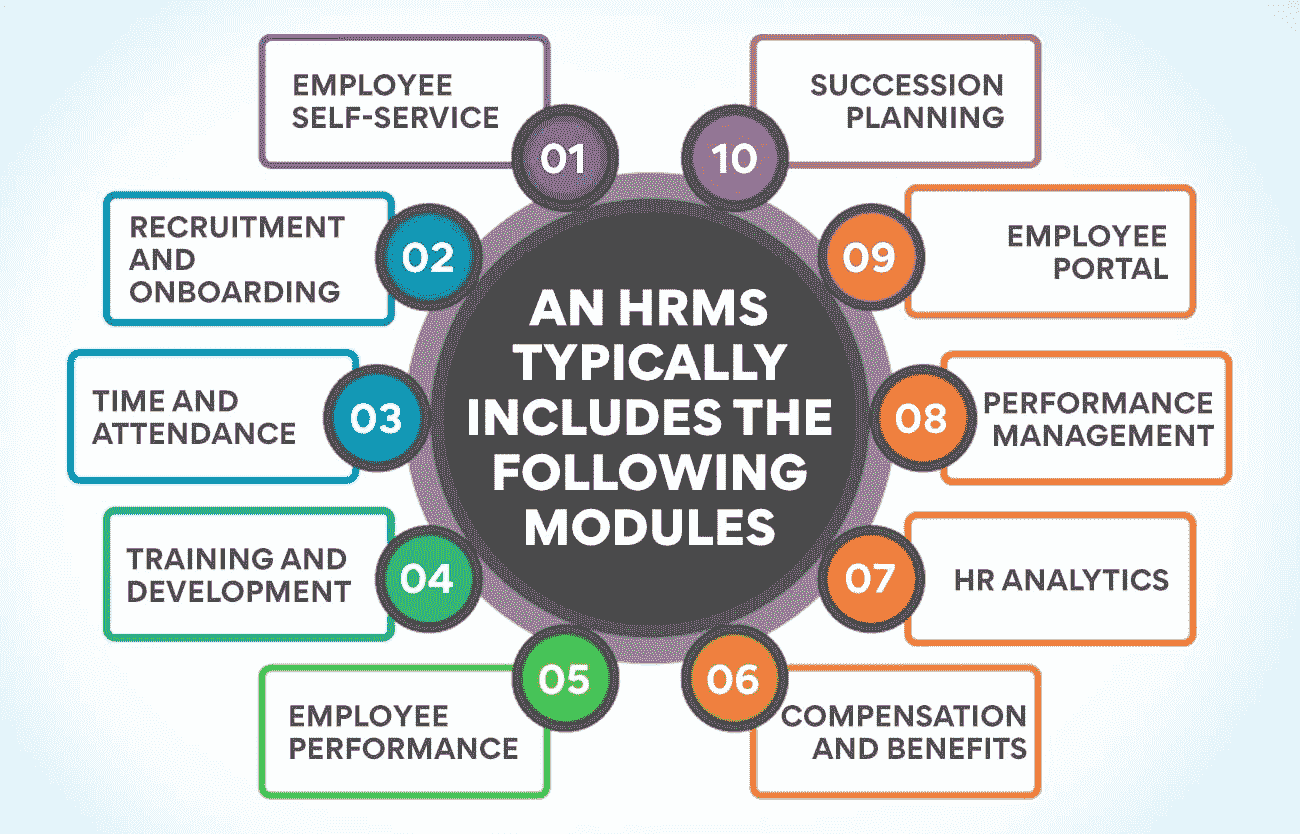 AN HRMS
TYPICALLY
INCLUDES THE
FOLLOWING
MODULES
01
EMPLOYEE
SELF-SERVICE
02
RECRUITMENT
AND
ONBOARDING
03
TIME AND
ATTENDANCE
04
TRAINING AND
DEVELOPMENT
05
EMPLOYEE
PERFORMANCE
06
COMPENSATION
AND BENEFITS
07
HR ANALYTICS
08
PERFORMANCE
MANAGEMENT
09
EMPLOYEE
PORTAL
10
SUCCESSION
PLANNING